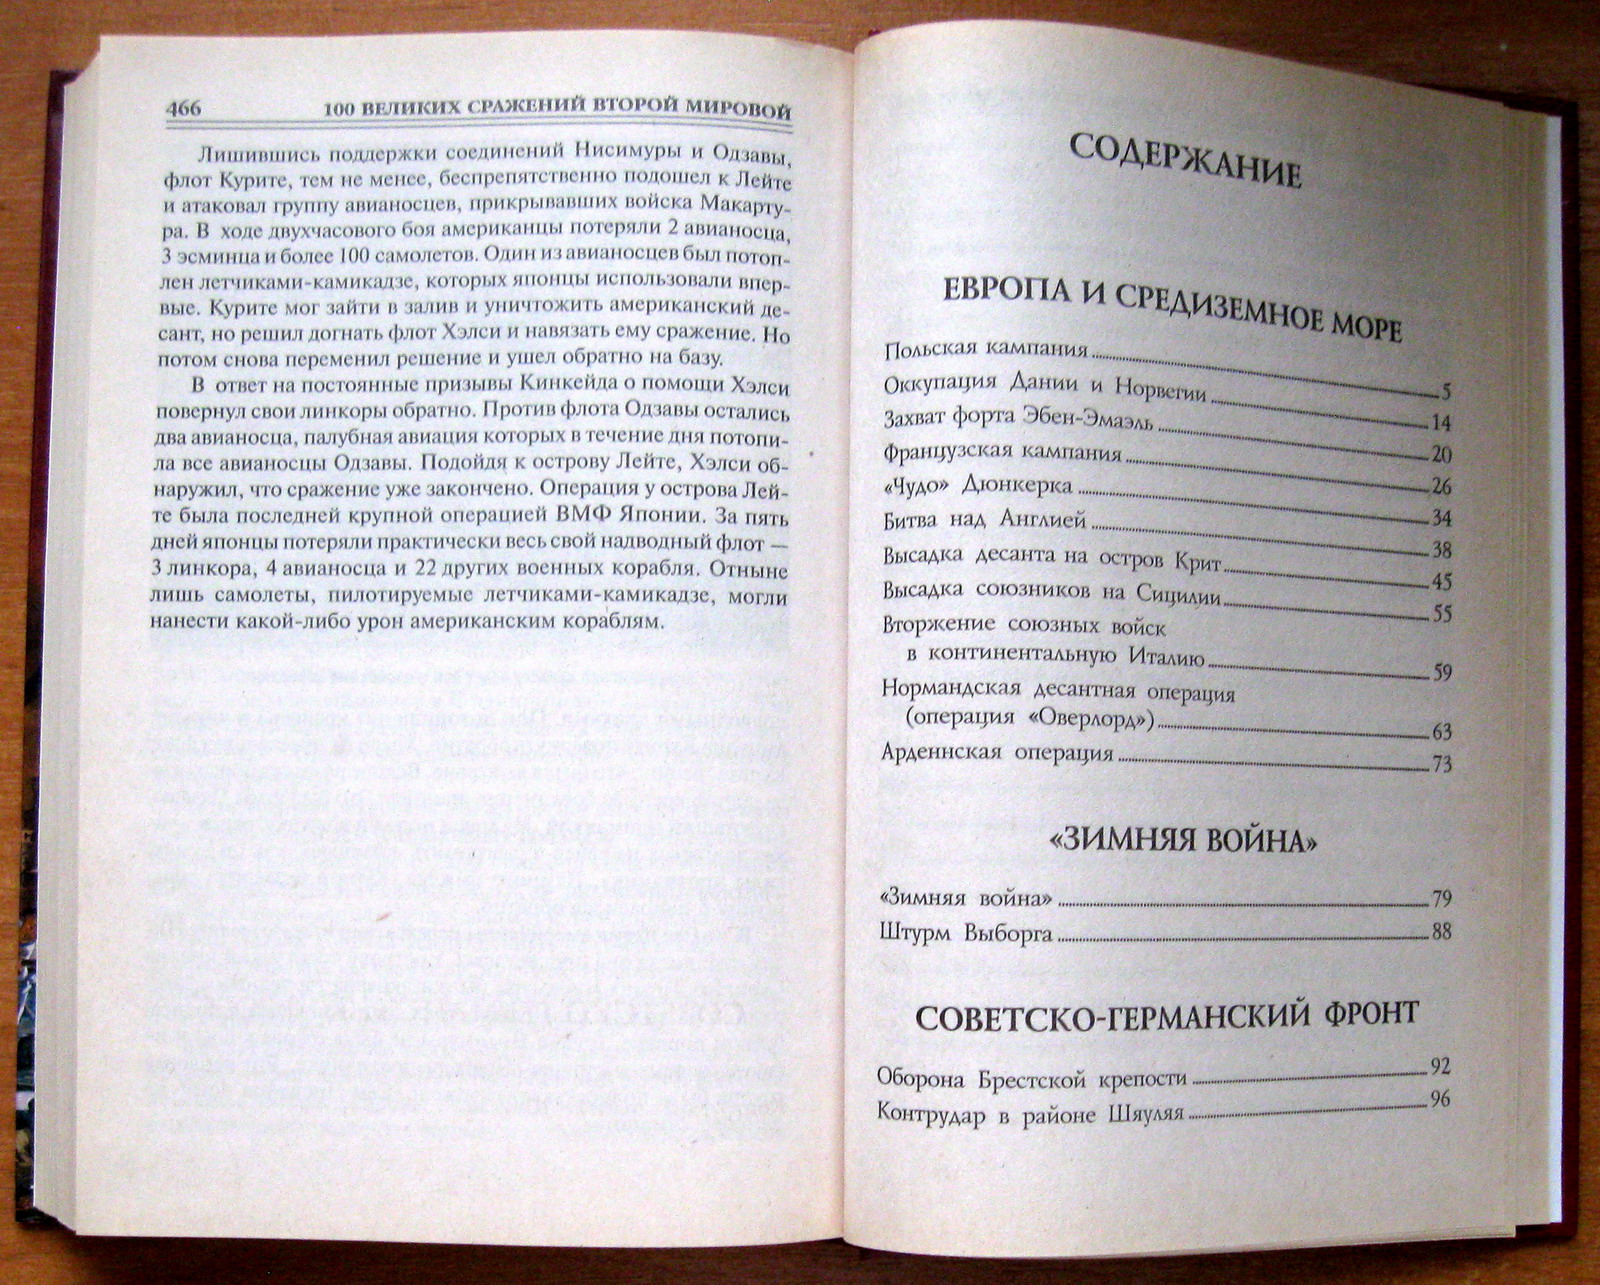 466 100 ВЕЛИКИХ СРАЖЕНИЙ ВТОРОЙ МИРОВОЙ
Лишившись поддержки соединений Нисимуры и Одзавы,
флот Курите, тем не менее, беспрепятственно подошел к Лейте
и атаковал группу авианосцев, прикрывавших войска Макарту-
ра. В ходе двухчасового боя американцы потеряли 2 авианосца,
3 эсминца и более 100 самолетов. Один из авианосцев был потоп-
лен летчиками-камикадзе, которых японцы использовали впер-
вые. Курите мог зайти в залив и уничтожить американский де-
сант, но решил догнать флот Хэлси и навязать ему сражение. Но
потом снова переменил решение и ушел обратно на базу.
В ответ на постоянные призывы Кинкейда о помощи Хэлси
повернул свои линкоры обратно. Против флота Одзавы остались
два авианосца, палубная авиация которых в течение дня потопи-
ла все авианосцы Одзавы. Подойдя к острову Лейте, Хэлси об-
наружил, что сражение уже закончено. Операция у острова Лей-
те была последней крупной операцией ВМФ Японии. За пять
дней японцы потеряли практически весь свой надводный флот —
3 линкора, 4 авианосца и 22 других военных корабля. Отныне
лишь самолеты, пилотируемые летчиками-камикадзе, могли
нанести какой-либо урон американским кораблям.
СОДЕРЖАНИЕ
ЕВРОПА И СРЕДИЗЕМНОЕ МОРЕ
Польская кампания 5
Оккупация Дании и Норвегии 14
Захват форта Эбен-Эмаэль 20
Французская кампания 26
«Чудо» Дюнкерка 34
Битва над Англией 38
Высадка десанта на остров Крит 45
Высадка союзников на Сицилии 55
Вторжение союзных войск
в континентальную Италию 59
Нормандская десантная операция
(операция «Оверлорд») 63
Арденнская операция 73
«ЗИМНЯЯ ВОЙНА»
«Зимняя война» 79
Штурм Выборга 88
СОВЕТСКО-ГЕРМАНСКИЙ ФРОНТ
Оборона Брестской крепости 92
Контрудар в районе Шяуляя 96